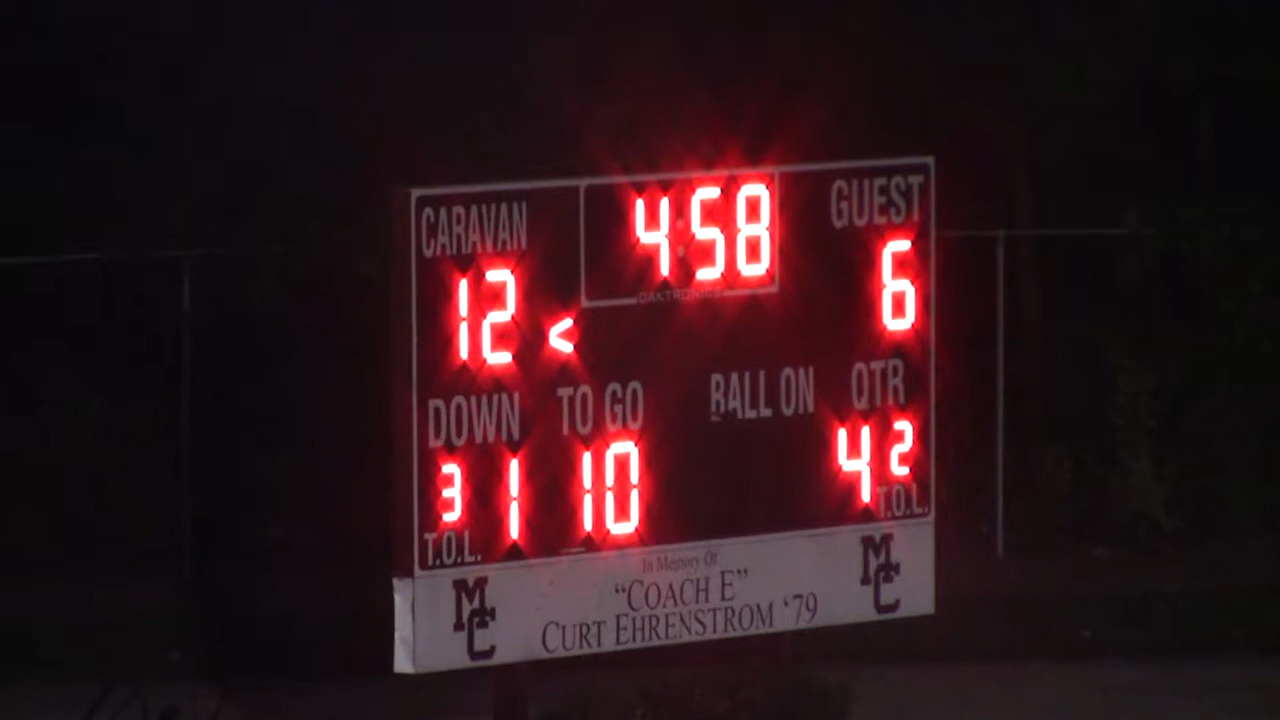 CARAVAN 4:58 GUEST
DAKTRONICS
12 < 6
DOWN TO GO BALL ON QTR
3 1 10 4 2
T.O.L. T.O.L.
In Memory Of
MC "COACH E" MC
CURT EHRENSTROM '79